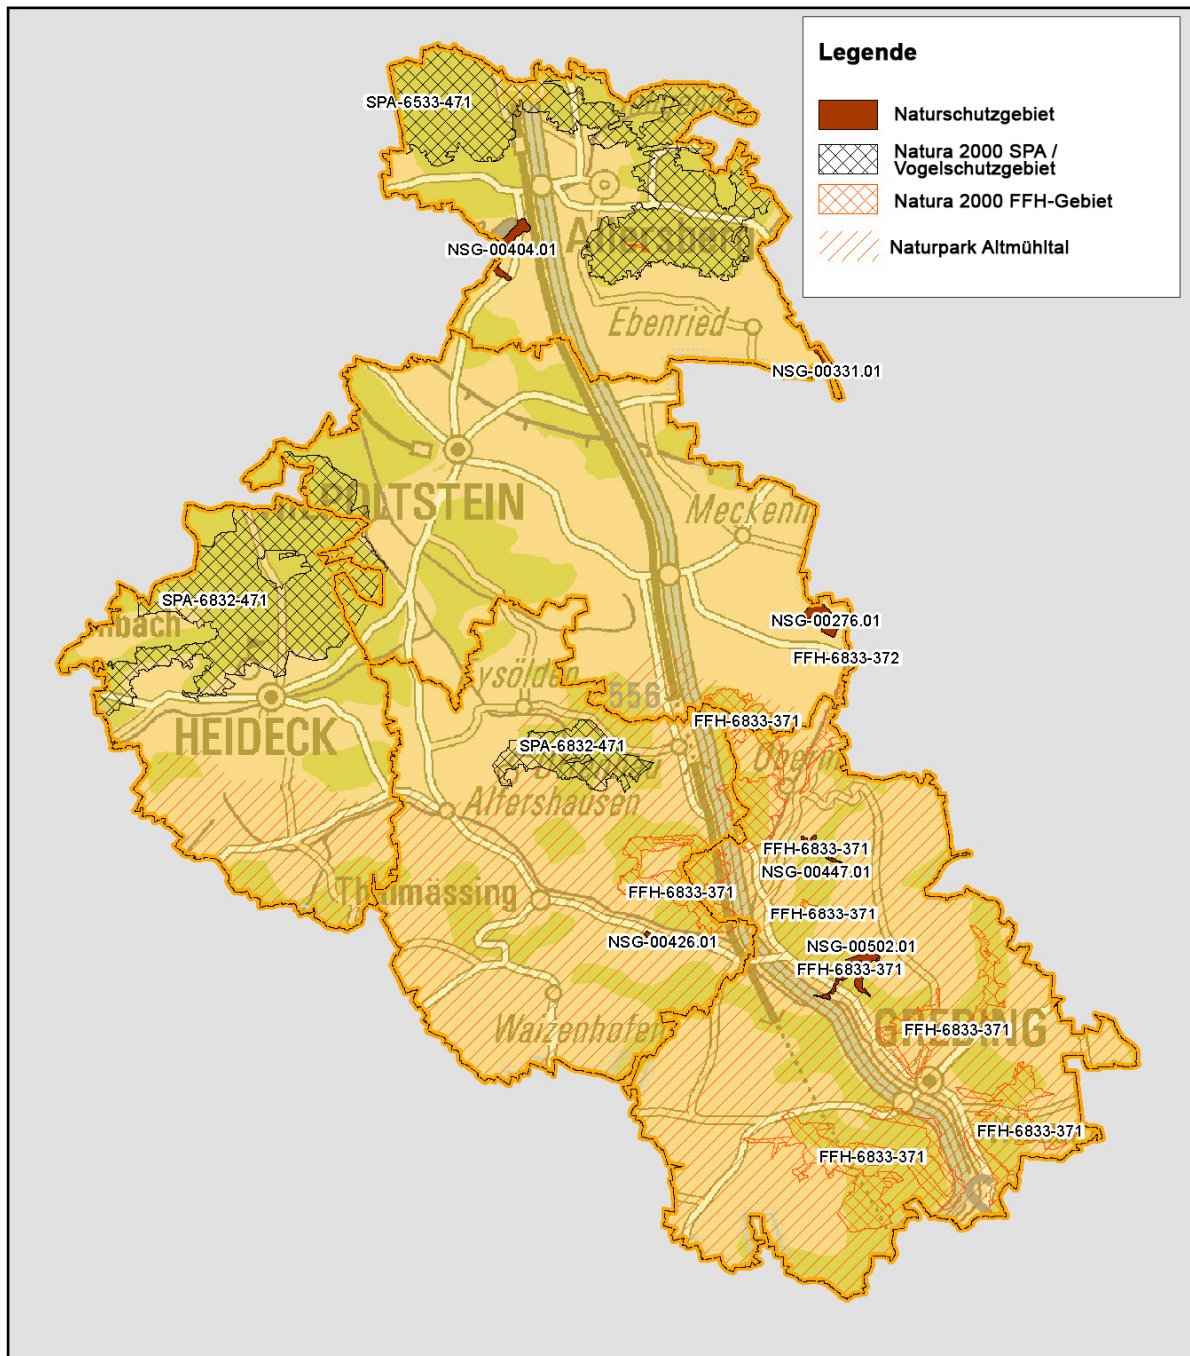 Legende
Naturschutzgebiet
Natura 2000 SPA /
Vogelschutzgebiet
Natura 2000 FFH-Gebiet
Naturpark Altmühltal
SPA-6533-471
NSG-00404.01
Ebenried
NSG-00331.01
Meckenh
SPA-6832-471
NSG-00276.01
FFH-6833-372
556
FFH-6833-371
HEIDECK
SPA-6832-471
Alfershausen
FFH-6833-371
NSG-00447.01
FFH-6833-371
FFH-6833-371
NSG-00426.01
NSG-00502.01
FFH-6833-371
Waizenhofen
FFH-6833-371
FFH-6833-371
FFH-6833-371